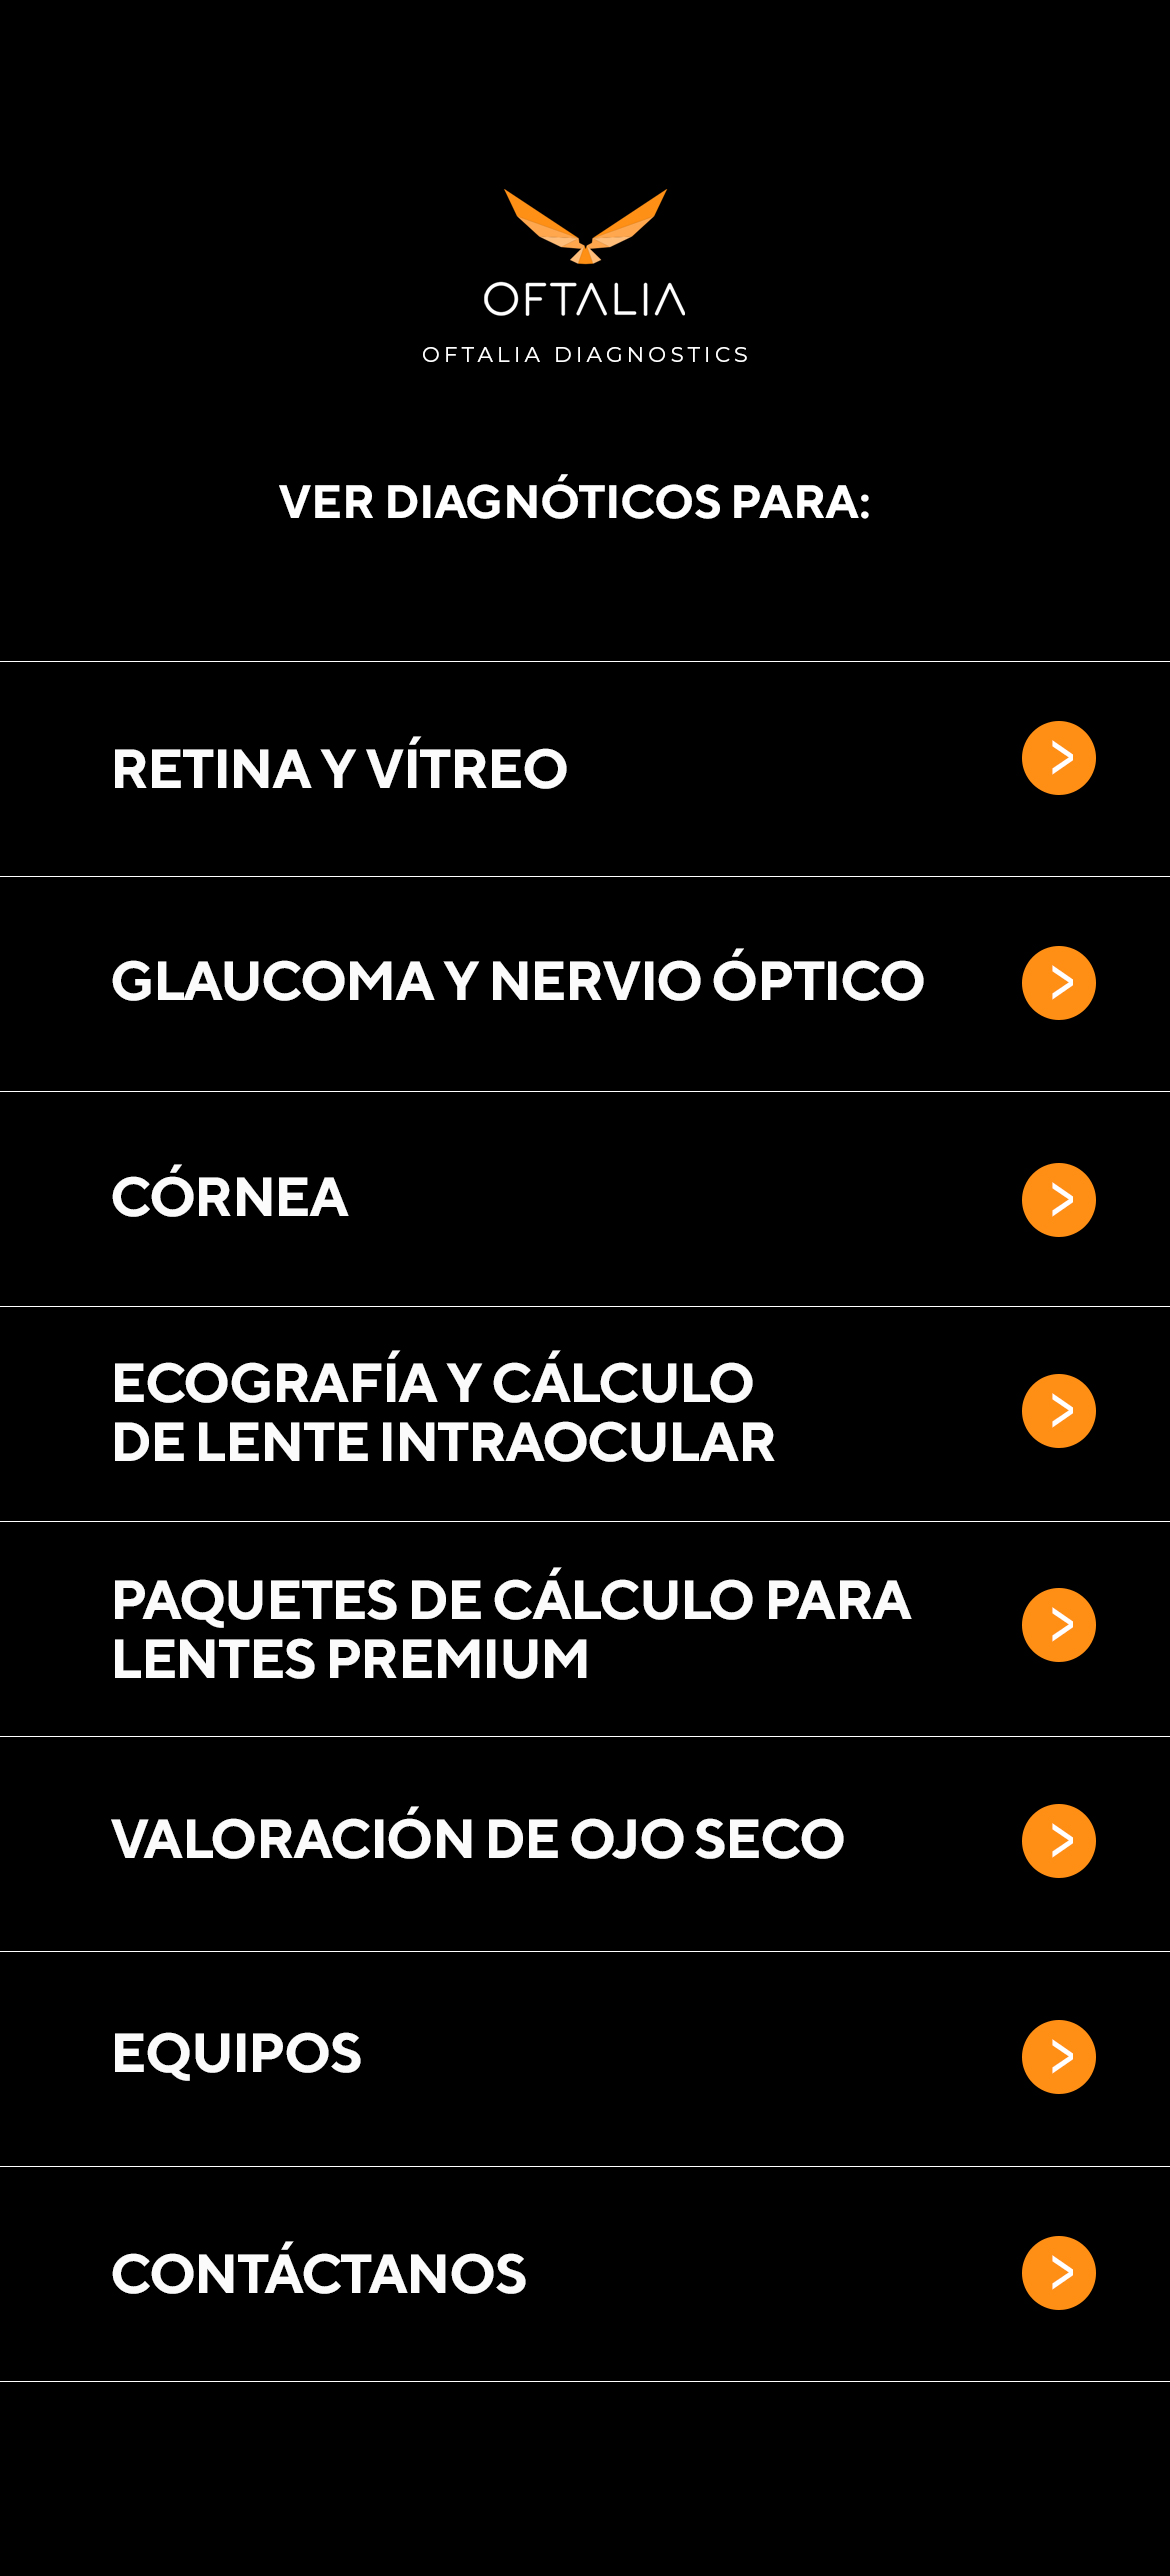 OFTALIA
OFTALIA DIAGNOSTICS
VER DIAGNÓTICOS PARA:
RETINA Y VÍTREO
>
GLAUCOMA Y NERVIO ÓPTICO
>
CÓRNEA
>
ECOGRAFÍA Y CÁLCULO
DE LENTE INTRAOCULAR
>
PAQUETES DE CÁLCULO PARA
LENTES PREMIUM
>
VALORACIÓN DE OJO SECO
>
EQUIPOS
>
CONTÁCTANOS
>